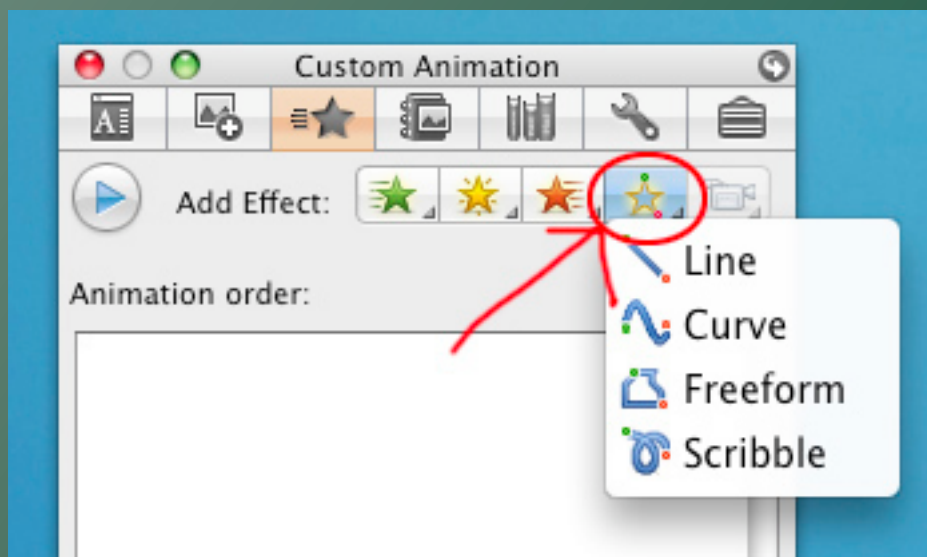 Custom Animation
Add Effect:
Line
Animation order:
Curve
Freeform
Scribble